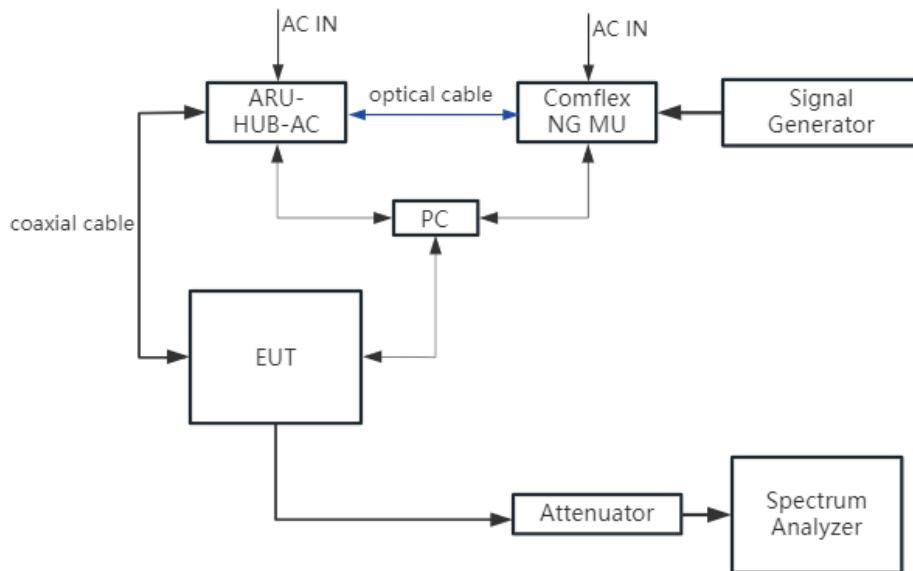 AC IN
AC IN
ARU-
HUB-AC
optical cable
Comflex
NG MU
Signal
Generator
PC
coaxial cable
EUT
Attenuator
Spectrum
Analyzer